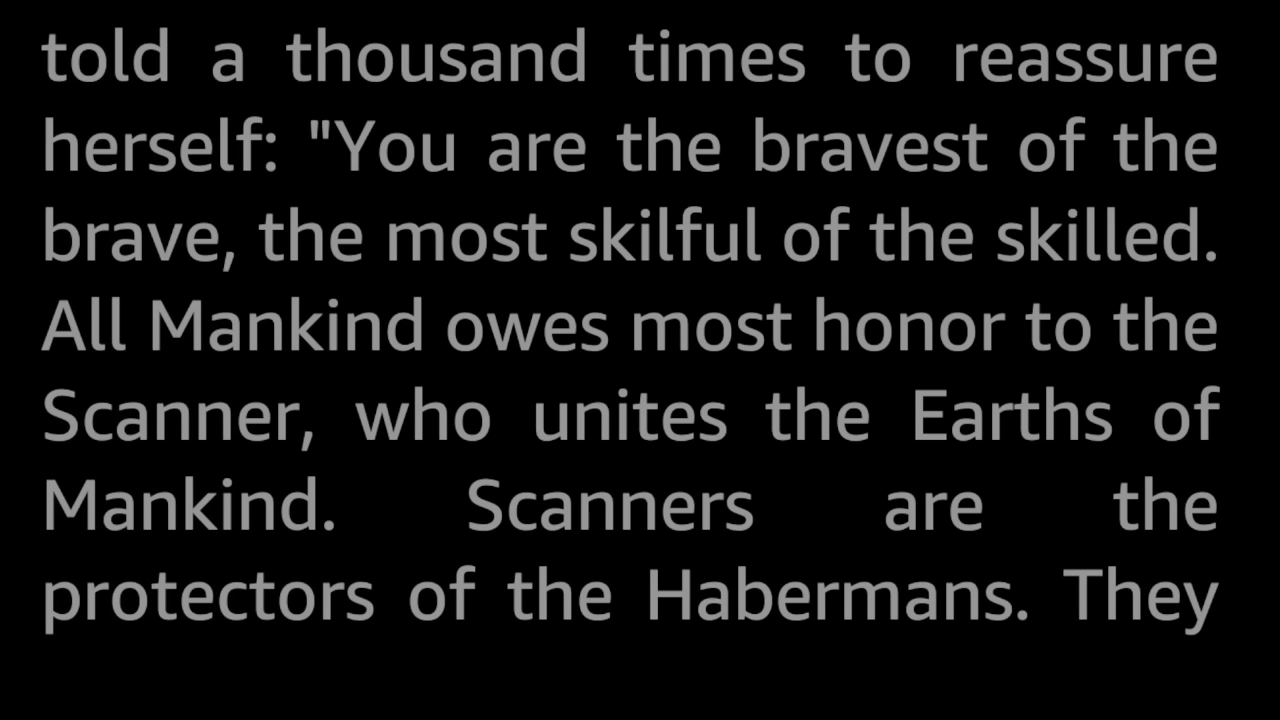 told a thousand times to reassure
herself: "You are the bravest of the
brave, the most skilful of the skilled.
All Mankind owes most honor to the
Scanner, who unites the Earths of
Mankind. Scanners are the
protectors of the Habermans. They